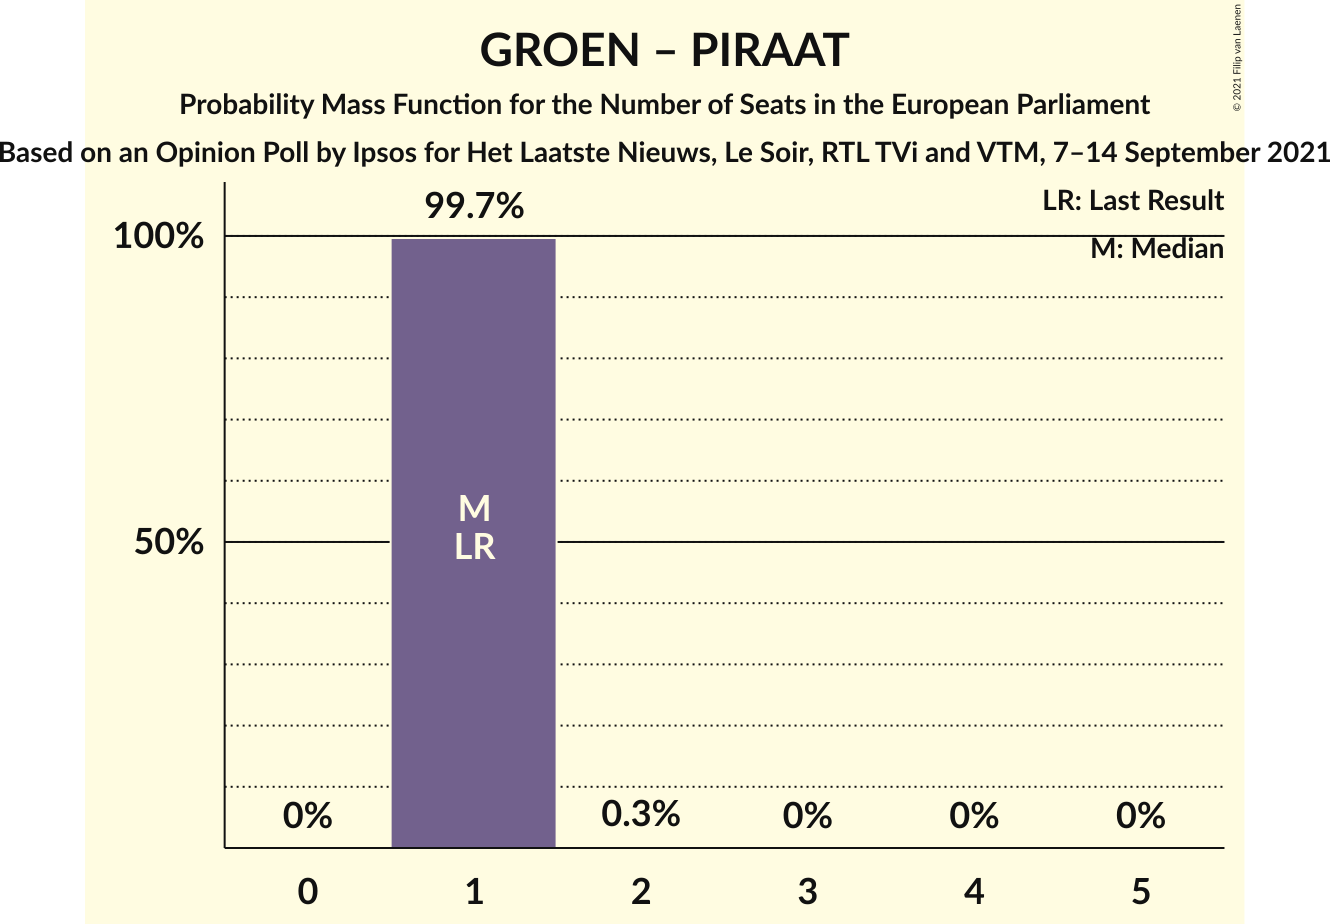 GROEN – PIRAAT
Probability Mass Function for the Number of Seats in the European Parliament
Based on an Opinion Poll by Ipsos for Het Laatste Nieuws, Le Soir, RTL TVi and VTM, 7–14 September 2021
© 2021 Filip van Laenen
LR: Last Result
M: Median
99.7%
100%
50%
M
LR
0%
0.3%
0%
0%
0%
0
1
2
3
4
5